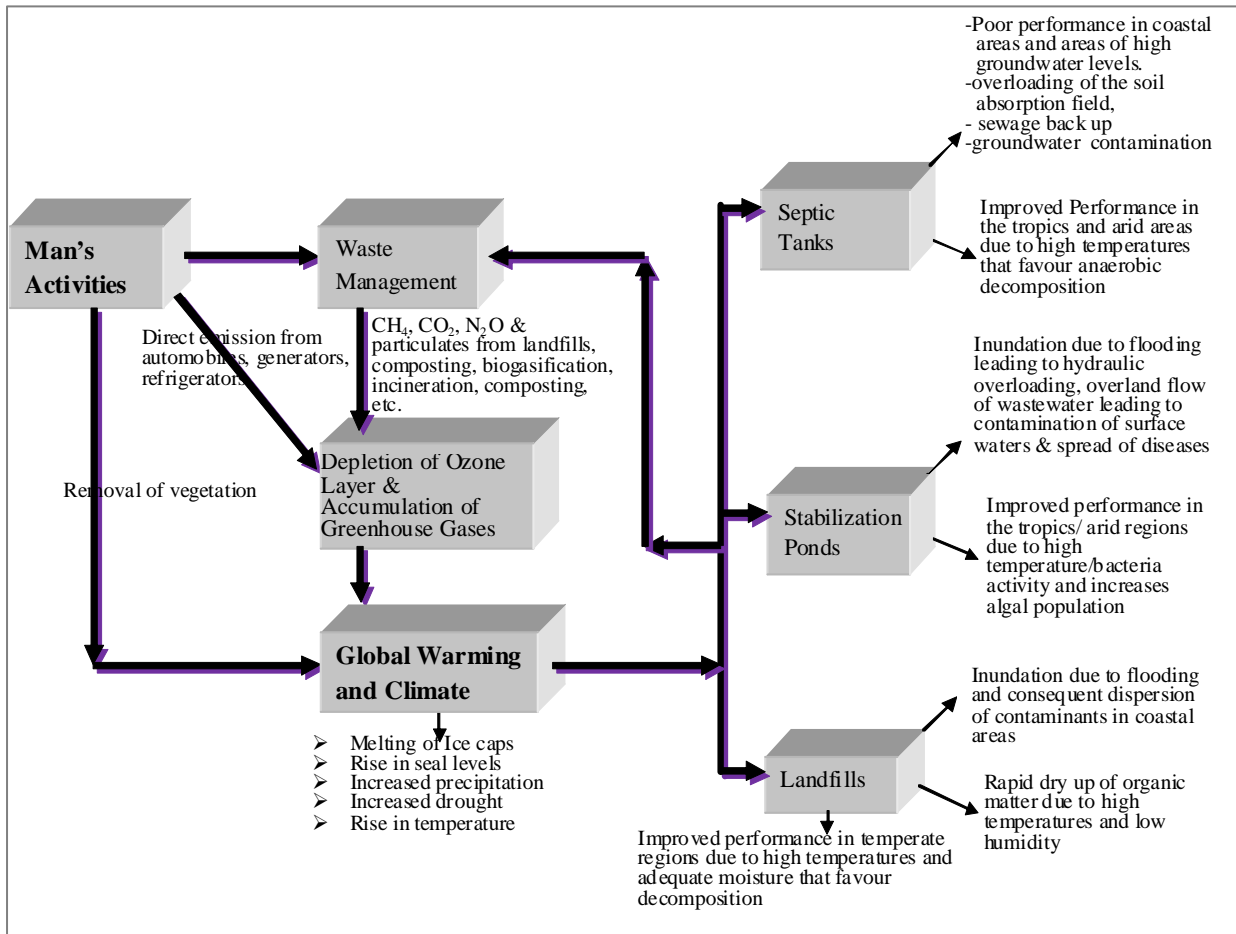 -Poor performance in coastal
areas and areas of high
groundwater levels.
-overloading of the soil
absorption field,
- sewage back up
-groundwater contamination
Man's
Activities
Waste
Management
Septic
Tanks
Improved Performance in
the tropics and arid areas
due to high temperatures
that favour anaerobic
decomposition
Direct emission from
automobiles, generators,
refrigerators
CH₄, CO₂, N₂O &
particulates from landfills,
composting, biogasification,
incineration, composting,
etc.
Inundation due to flooding
leading to hydraulic
overloading, overland flow
of wastewater leading to
contamination of surface
waters & spread of diseases
Removal of vegetation
Depletion of Ozone
Layer &
Accumulation of
Greenhouse Gases
Stabilization
Ponds
Improved performance in
the tropics/ arid regions
due to high
temperature/bacteria
activity and increases
algal population
Global Warming
and Climate
➢ Melting of Ice caps
➢ Rise in seal levels
➢ Increased precipitation
➢ Increased drought
➢ Rise in temperature
Inundation due to flooding
and consequent dispersion
of contaminants in coastal
areas
Landfills
Rapid dry up of organic
matter due to high
temperatures and low
humidity
Improved performance in temperate
regions due to high temperatures and
adequate moisture that favour
decomposition